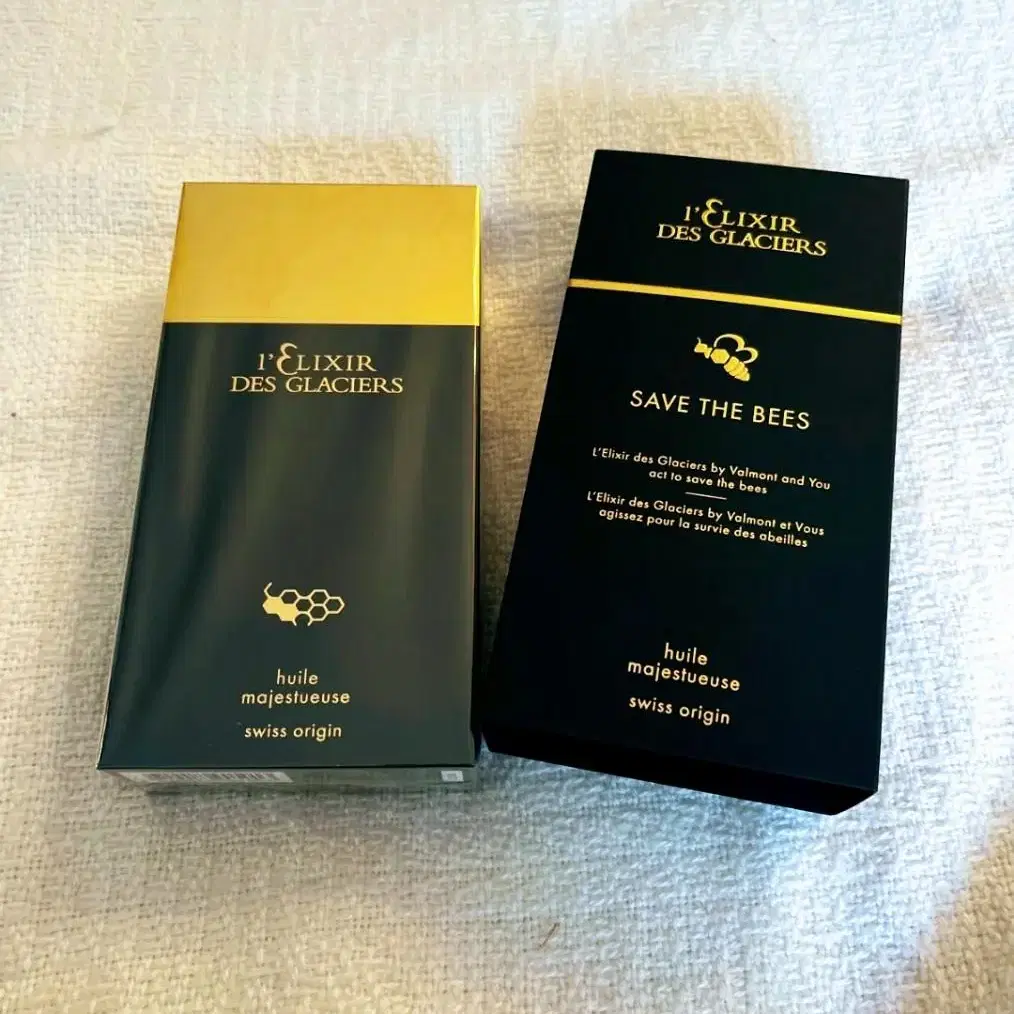 l'Elixir
des Glaciers
huile
majestueuse
swiss origin
l'Elixir
des Glaciers
SAVE THE BEES
L'Elixir des Glaciers by Valmont and You
act to save the bees
L'Elixir des Glaciers by Valmont et Vous
agissez pour la survie des abeilles
huile
majestueuse
swiss origin